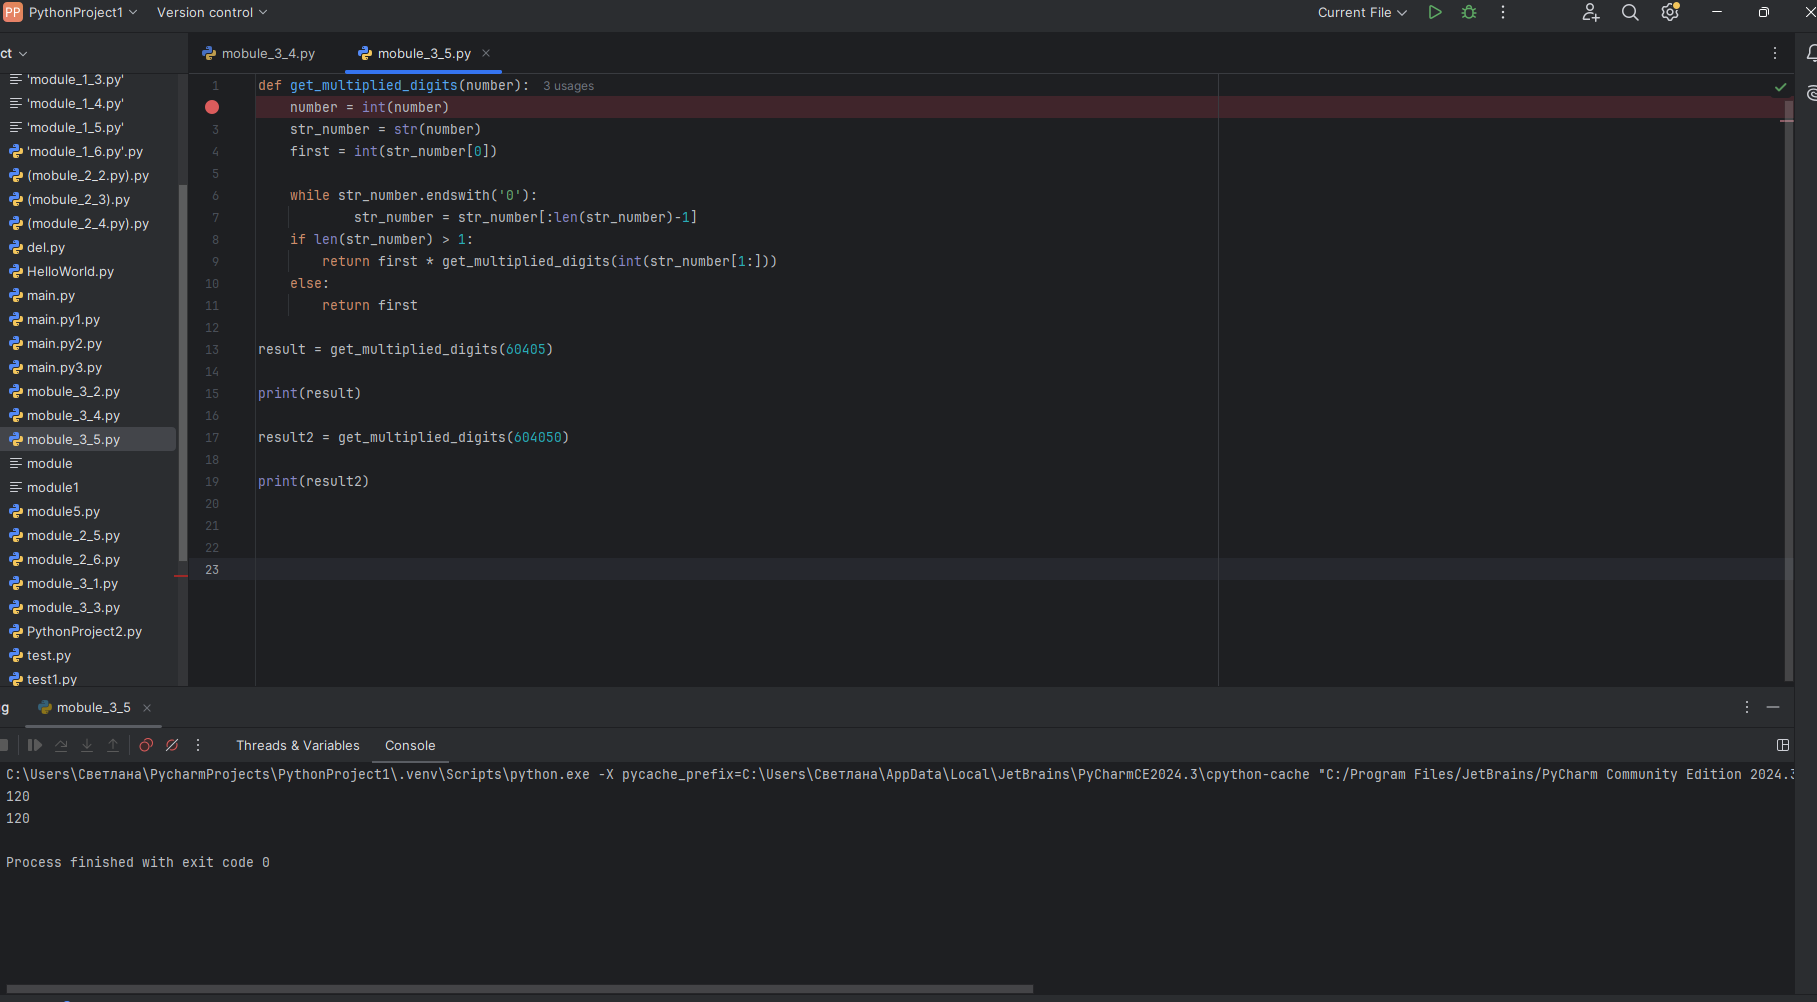 PP PythonProject1 Version control Current File
ct mobule_3_4.py mobule_3_5.py
'module_1_3.py'
'module_1_4.py'
'module_1_5.py'
'module_1_6.py'.py
(mobule_2_2.py).py
(mobule_2_3).py
(module_2_4.py).py
del.py
HelloWorld.py
main.py
main.py1.py
main.py2.py
main.py3.py
mobule_3_2.py
mobule_3_4.py
mobule_3_5.py
module
module1
module5.py
module_2_5.py
module_2_6.py
module_3_1.py
module_3_3.py
PythonProject2.py
test.py
test1.py
1 def get_multiplied_digits(number): 3 usages
number = int(number)
3 str_number = str(number)
4 first = int(str_number[0])
5
6 while str_number.endswith('0'):
7 str_number = str_number[:len(str_number)-1]
8 if len(str_number) > 1:
9 return first * get_multiplied_digits(int(str_number[1:]))
10 else:
11 return first
12
13 result = get_multiplied_digits(60405)
14
15 print(result)
16
17 result2 = get_multiplied_digits(604050)
18
19 print(result2)
20
21
22
23
g mobule_3_5
Threads & Variables Console
C:\Users\Светлана\PycharmProjects\PythonProject1\.venv\Scripts\python.exe -X pycache_prefix=C:\Users\Светлана\AppData\Local\JetBrains\PyCharmCE2024.3\cpython-cache "C:/Program Files/JetBrains/PyCharm Community Edition 2024.3
120
120
Process finished with exit code 0